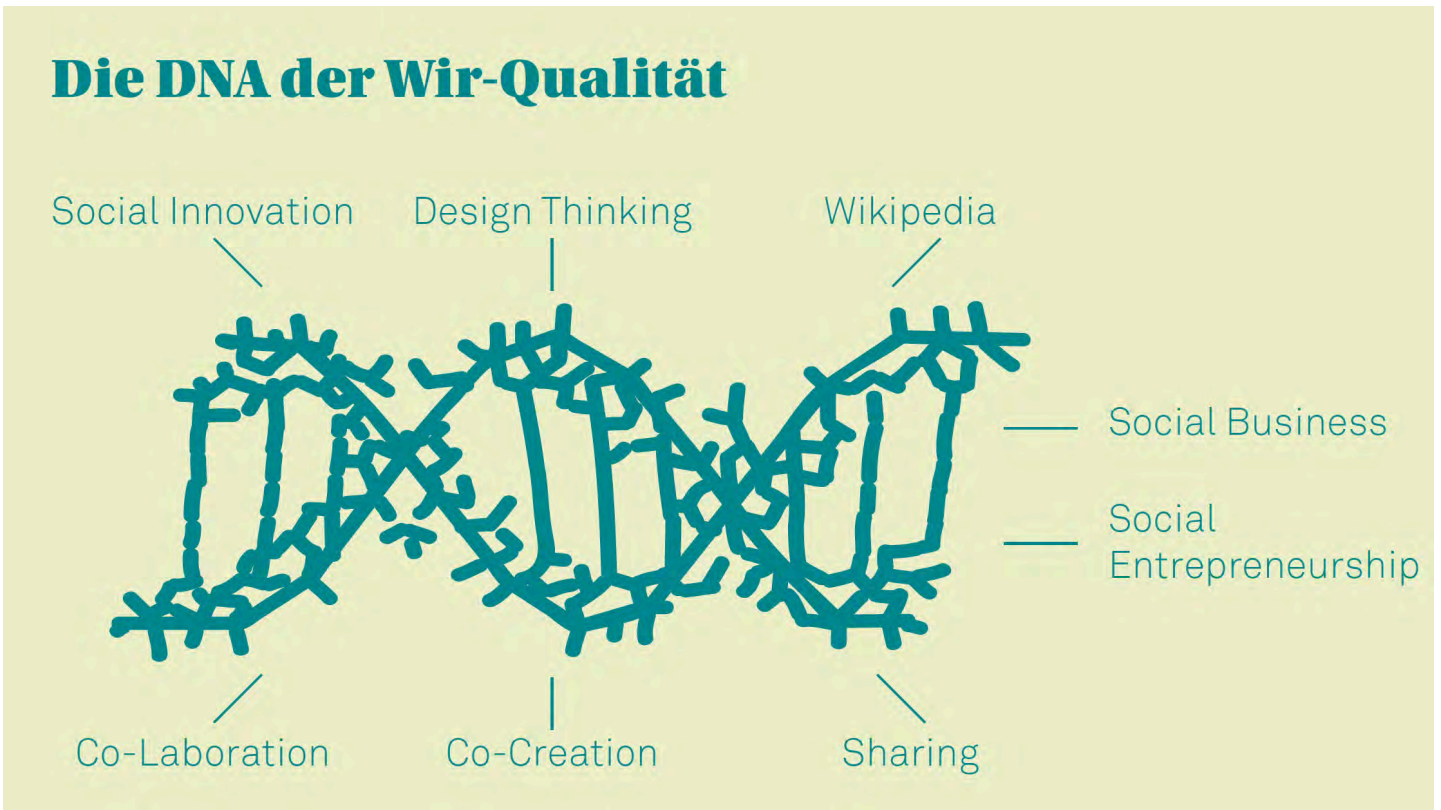 Die DNA der Wir-Qualität
Social Innovation
Design Thinking
Wikipedia
Social Business
Social
Entrepreneurship
Co-Laboration
Co-Creation
Sharing